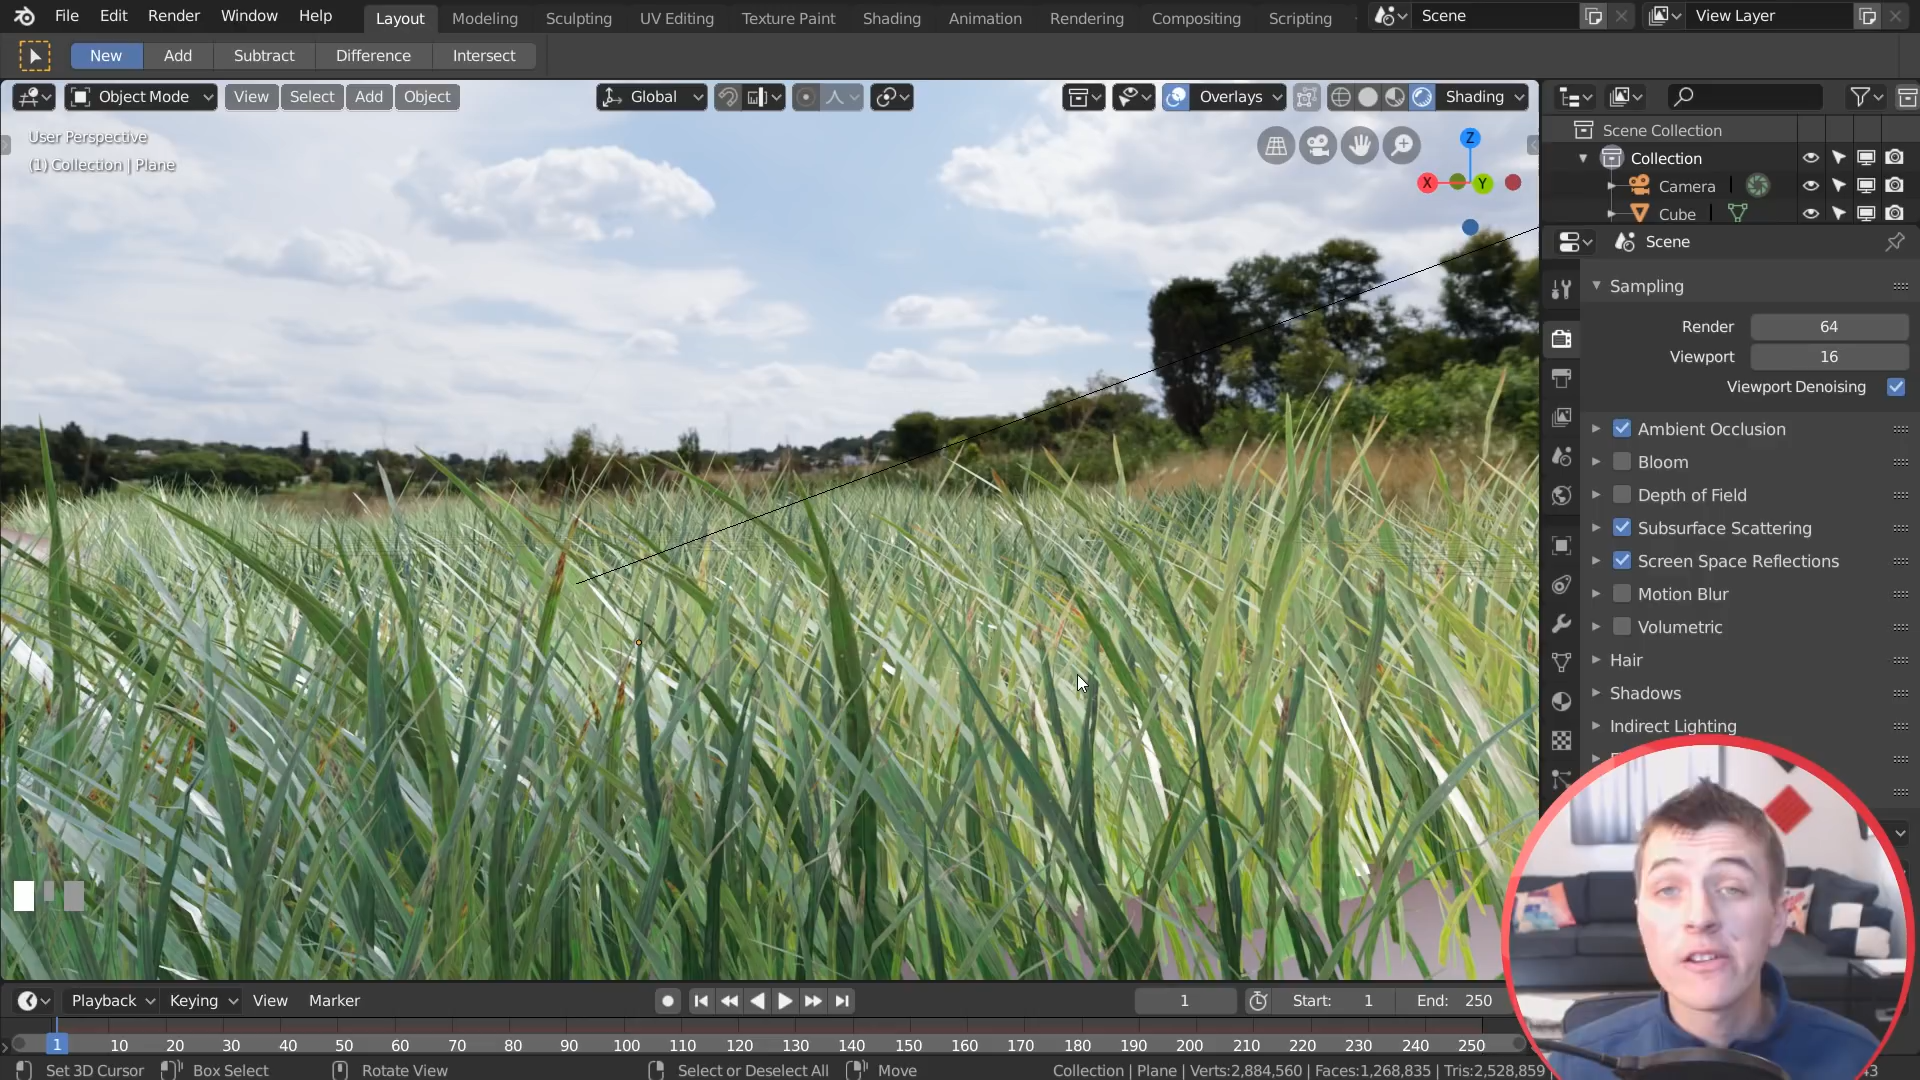 File Edit Render Window Help Layout Modeling Sculpting UV Editing Texture Paint Shading Animation Rendering Compositing Scripting Scene View Layer
New Add Subtract Difference Intersect
Object Mode View Select Add Object Global Overlays Shading
User Perspective
(1) Collection | Plane
Z
X
Y
Scene Collection
Collection
Camera
Cube
Scene
Sampling
Render 64
Viewport 16
Viewport Denoising
Ambient Occlusion
Bloom
Depth of Field
Subsurface Scattering
Screen Space Reflections
Motion Blur
Volumetric
Hair
Shadows
Indirect Lighting
Playback Keying View Marker 1 Start: 1 End: 250
1 10 20 30 40 50 60 70 80 90 100 110 120 130 140 150 160 170 180 190 200 210 220 230 240 250
Set 3D Cursor Box Select Rotate View Select or Deselect All Move Collection | Plane | Verts:2,884,560 | Faces:1,268,835 | Tris:2,528,859 |